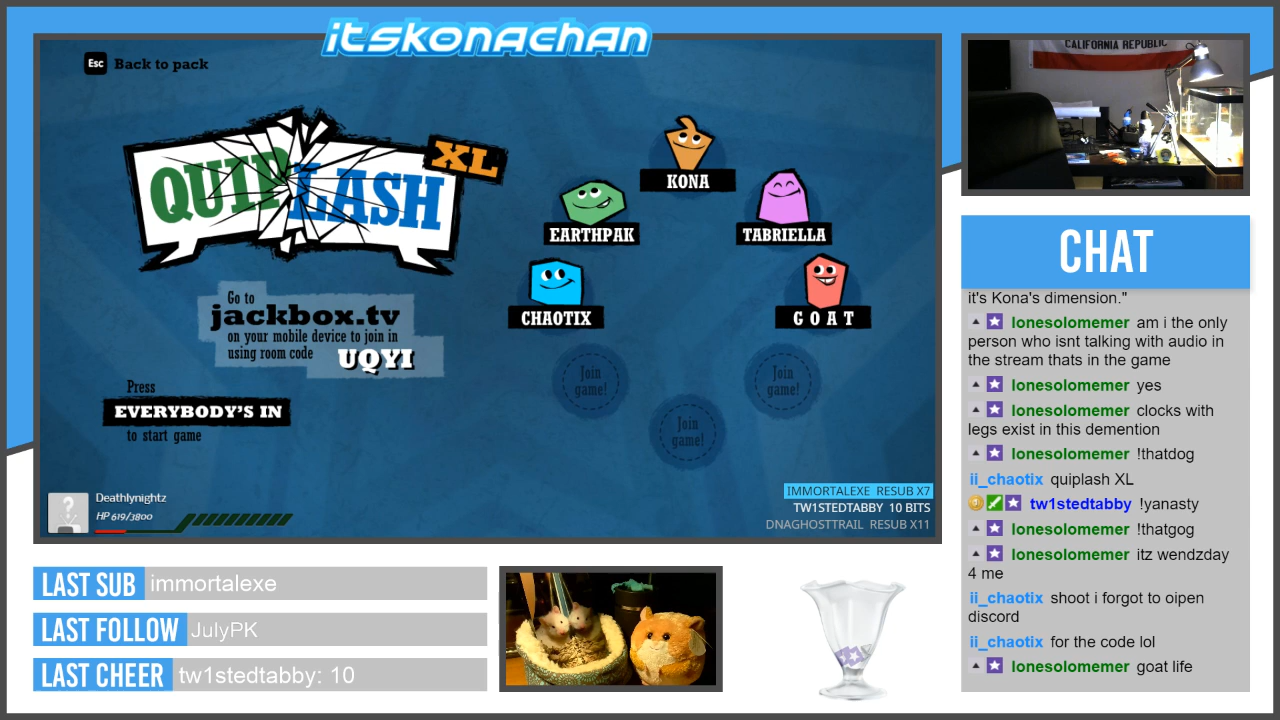 itskonachan
Esc Back to pack
QUIPLASH XL
KONA
EARTHPAK
TABRIELLA
CHAOTIX
GOAT
Go to
jackbox.tv
on your mobile device to join in
using room code UQYI
Join
game!
Join
game!
Join
game!
Press
EVERYBODY'S IN
to start game
Deathlynightz
HP 619/3800
IMMORTALEXE RESUB X7
TW1STEDTABBY 10 BITS
DNAGHOSTTRAIL RESUB X11
LAST SUB immortalexe
LAST FOLLOW JulyPK
LAST CHEER tw1stedtabby: 10
CALIFORNIA REPUBLIC
CHAT
it's Kona's dimension."
lonesolomemer am i the only
person who isnt talking with audio in
the stream thats in the game
lonesolomemer yes
lonesolomemer clocks with
legs exist in this demention
lonesolomemer !thatdog
ii_chaotix quiplash XL
tw1stedtabby !yanasty
lonesolomemer !thatgog
lonesolomemer itz wendzday
4 me
ii_chaotix shoot i forgot to oipen
discord
ii_chaotix for the code lol
lonesolomemer goat life